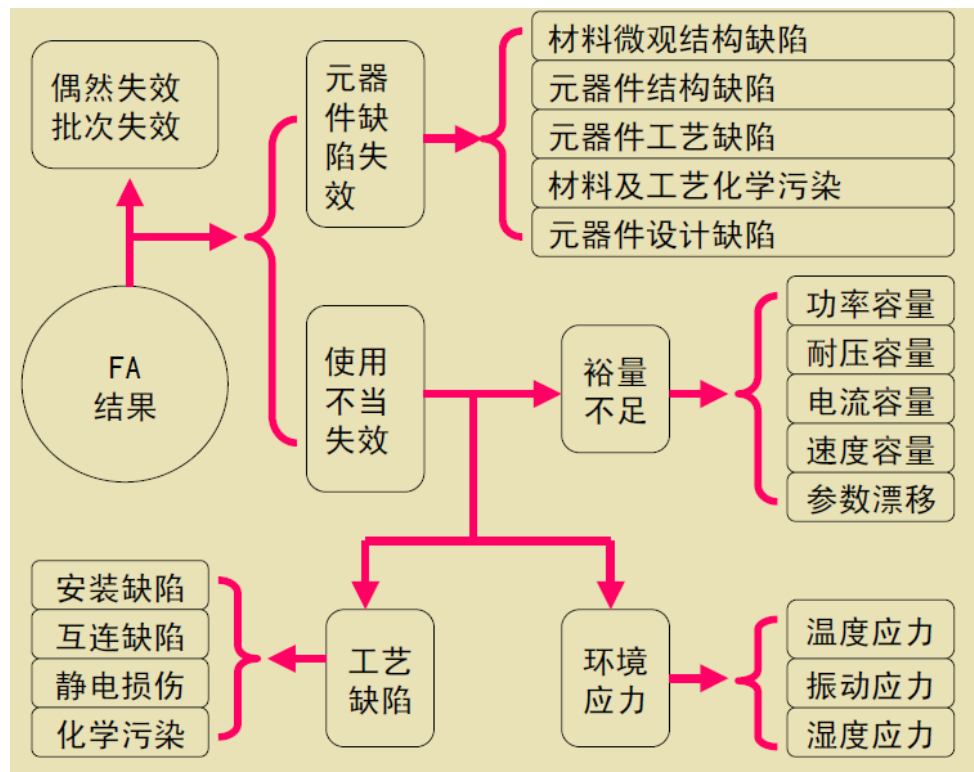 偶然失效
批次失效
元器
件缺
陷失
效
材料微观结构缺陷
元器件结构缺陷
元器件工艺缺陷
材料及工艺化学污染
元器件设计缺陷
FA
结果
使用
不当
失效
裕量
不足
功率容量
耐压容量
电流容量
速度容量
参数漂移
安装缺陷
互连缺陷
静电损伤
化学污染
工艺
缺陷
环境
应力
温度应力
振动应力
湿度应力